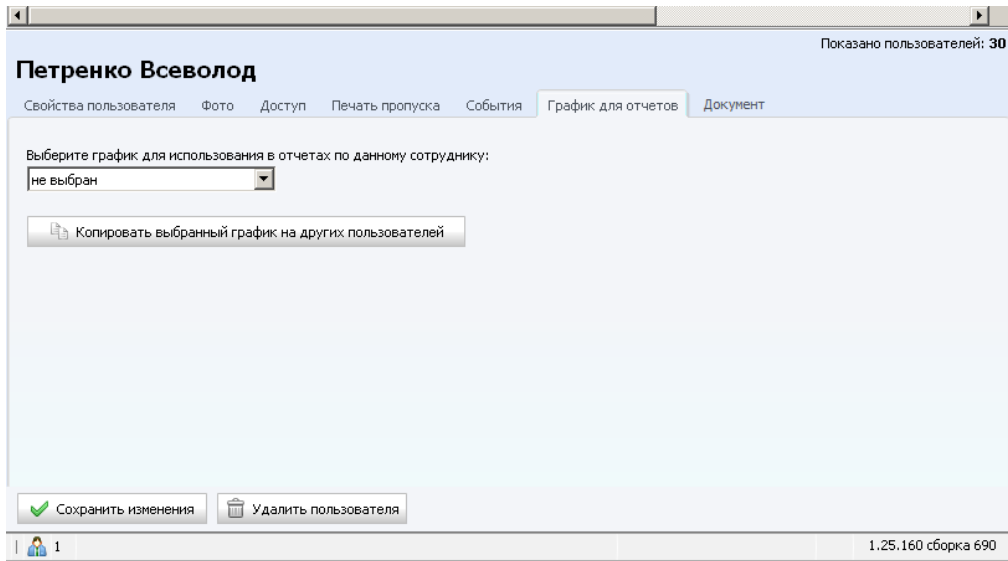 Показано пользователей: 30
Петренко Всеволод
Свойства пользователя Фото Доступ Печать пропуска События График для отчетов Документ
Выберите график для использования в отчетах по данному сотруднику:
не выбран
Копировать выбранный график на других пользователей
Сохранить изменения Удалить пользователя
1 1.25.160 сборка 690